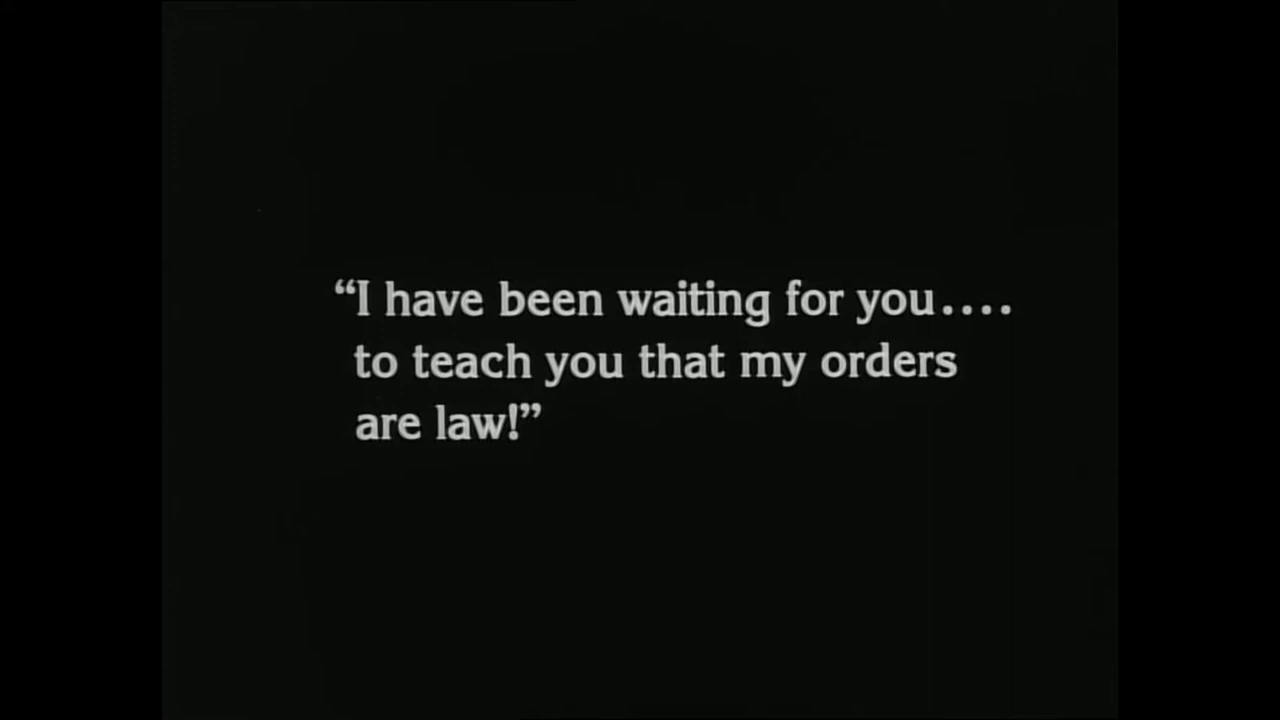 “I have been waiting for you....
to teach you that my orders
are law!”